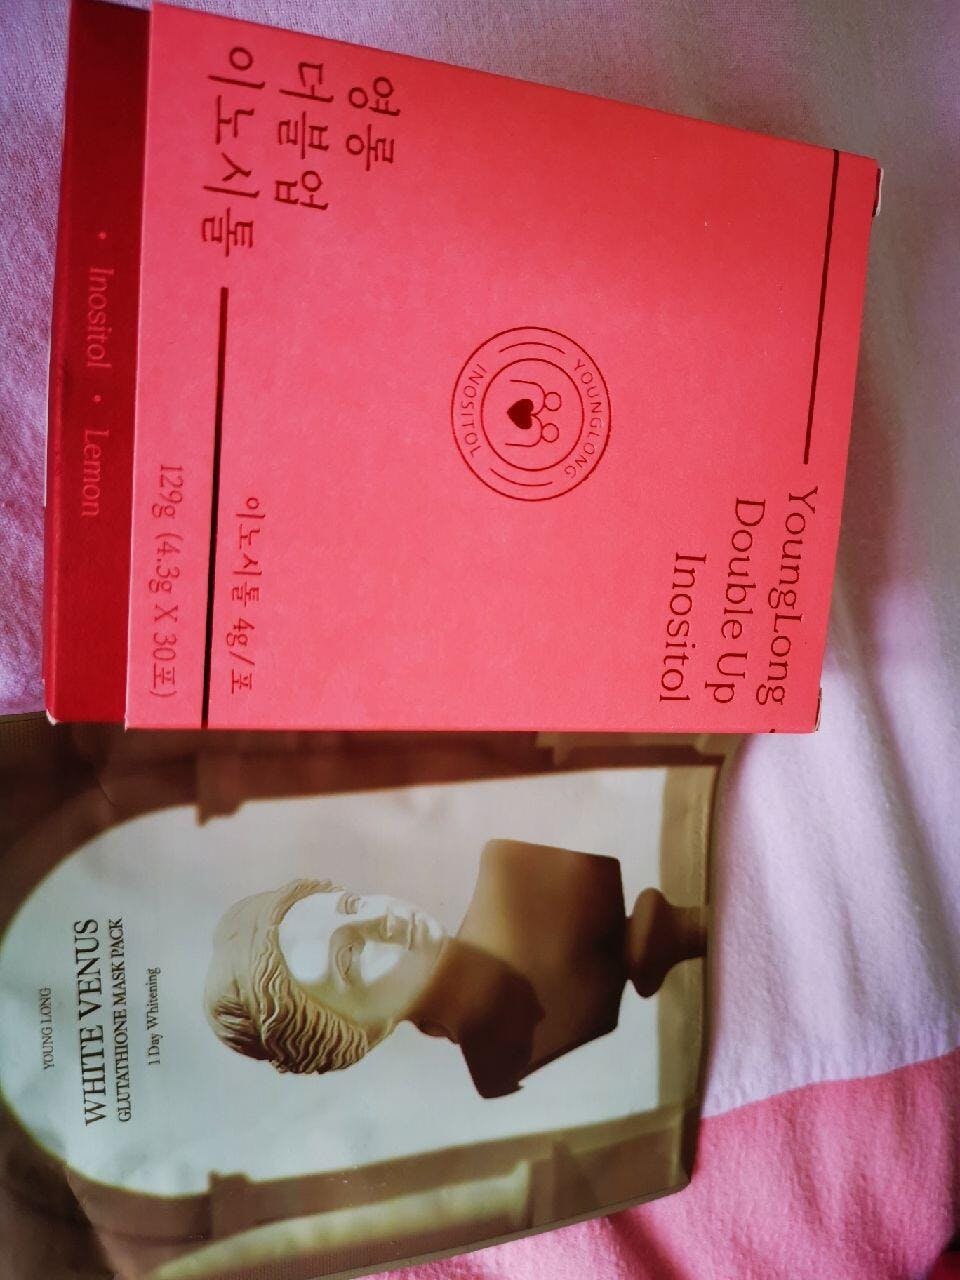 영롱
더블업
이노시톨
YoungLong
Double Up
Inositol
YOUNGLONG
INOSITOL
이노시톨 4g/포
129g (4.3g X 30포)
• Inositol • Lemon
YOUNG LONG
WHITE VENUS
GLUTATHIONE MASK PACK
1 Day Whitening